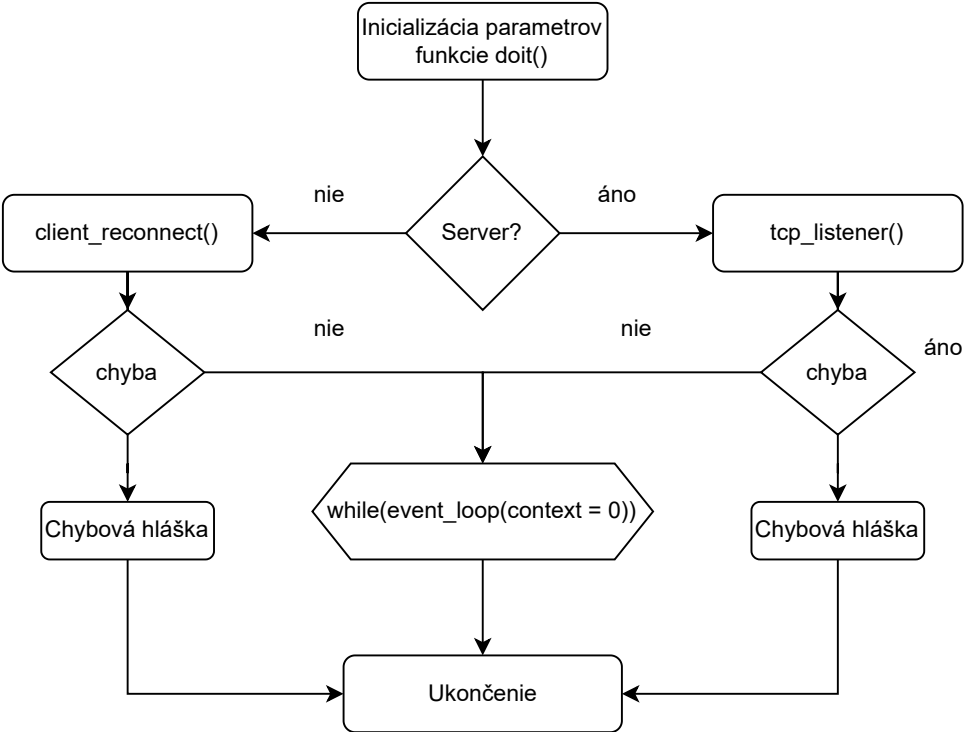 Inicializácia parametrov
funkcie doit()
nie
áno
client_reconnect()
Server?
tcp_listener()
nie
nie
áno
chyba
chyba
while(event_loop(context = 0))
Chybová hláška
Chybová hláška
Ukončenie